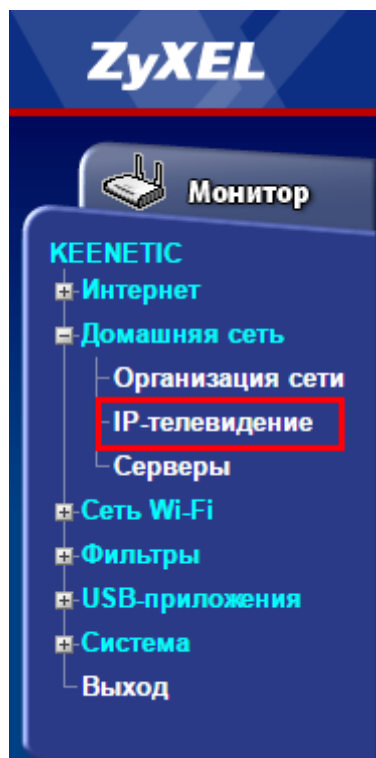 ZyXEL
Монитор
KEENETIC
Интернет
Домашняя сеть
Организация сети
IP-телевидение
Серверы
Сеть Wi-Fi
Фильтры
USB-приложения
Система
Выход